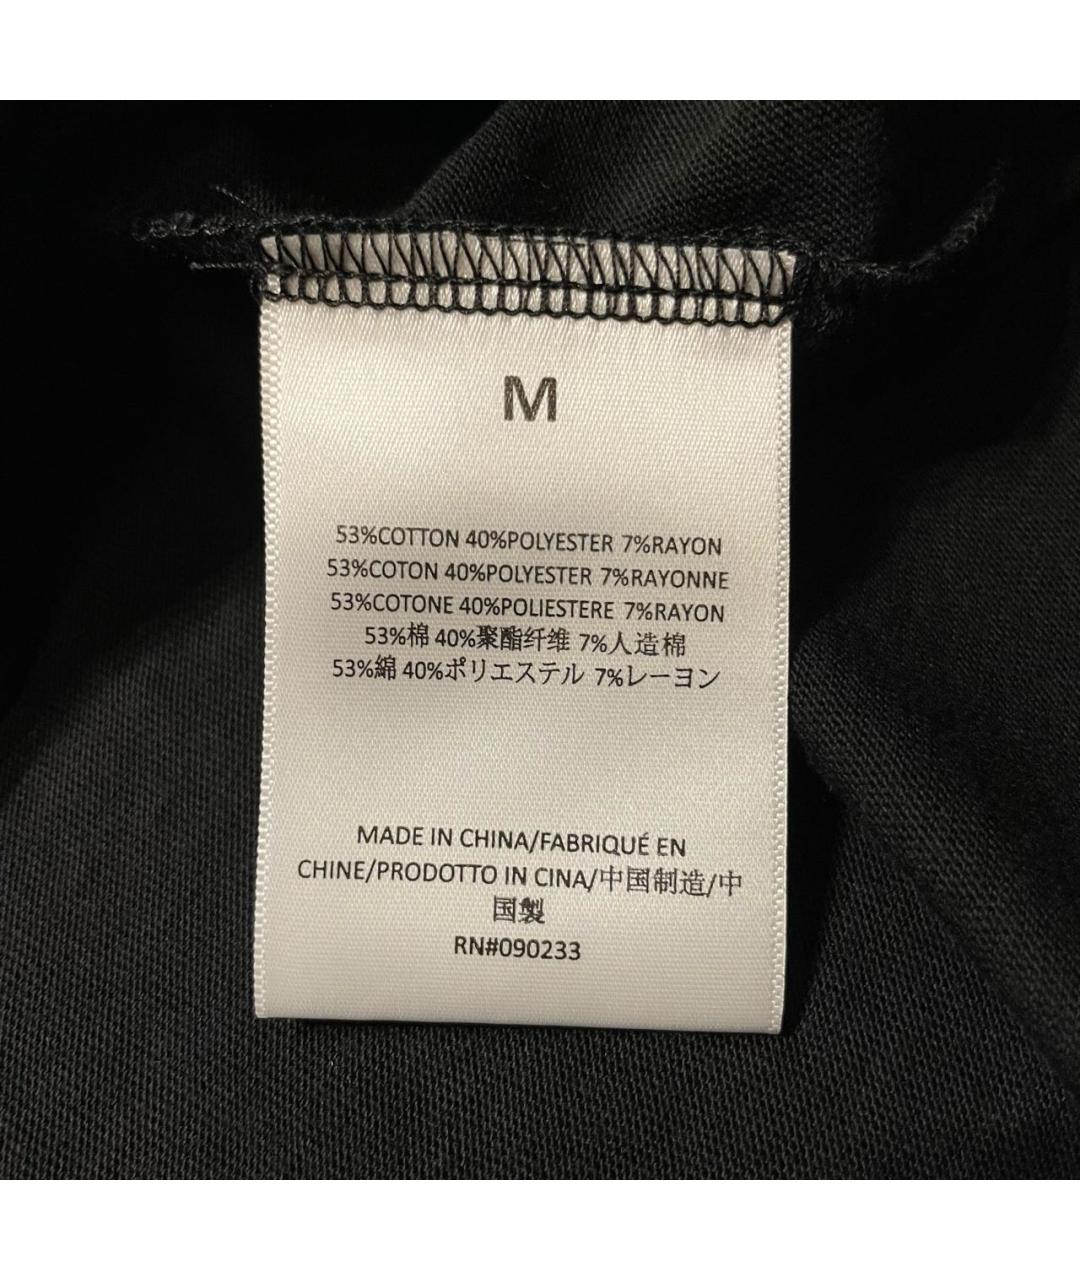 M
53%COTTON 40%POLYESTER 7%RAYON
53%COTON 40%POLYESTER 7%RAYONNE
53%COTONE 40%POLIESTERE 7%RAYON
53%棉 40%聚酯纤维 7%人造棉
53%綿 40%ポリエステル 7%レーヨン
MADE IN CHINA/FABRIQUÉ EN
CHINE/PRODOTTO IN CINA/中国制造/中
国製
RN#090233